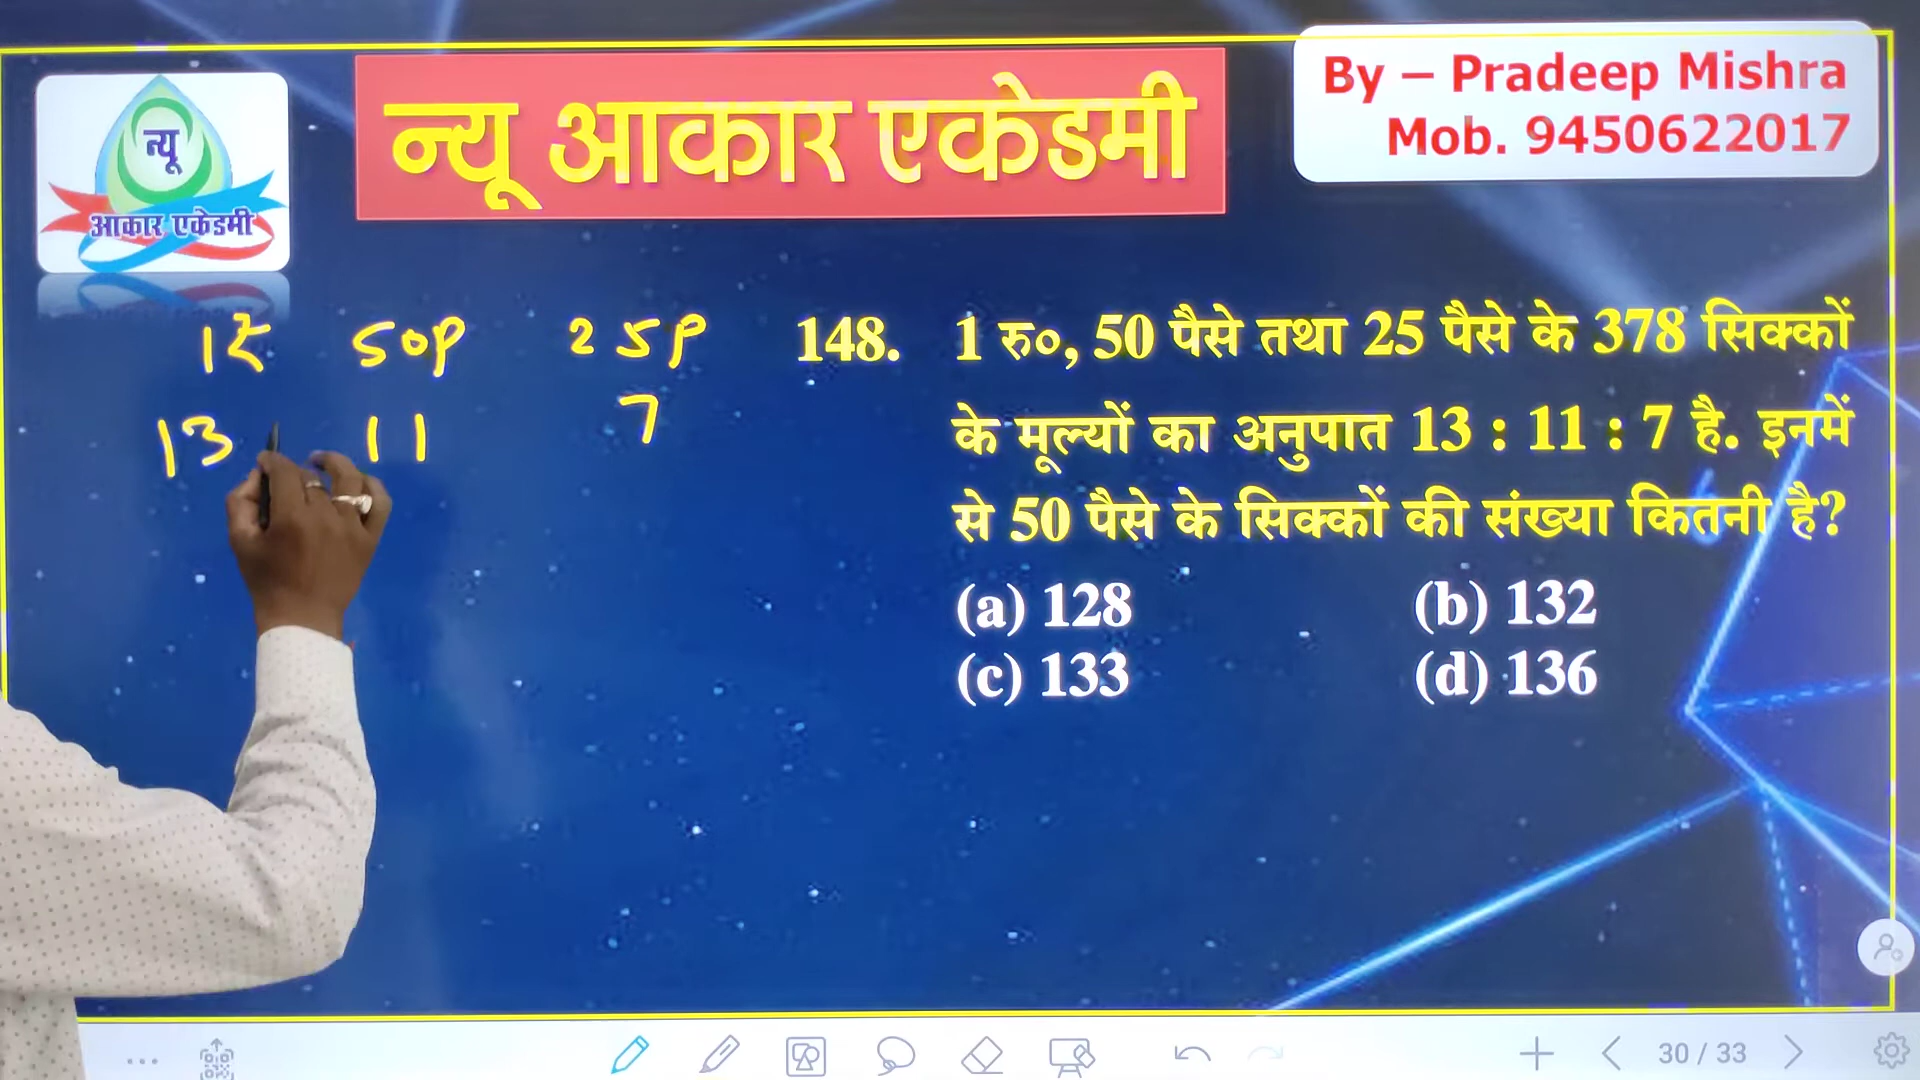 न्यू
आकार एकेडमी
न्यू आकार एकेडमी
By – Pradeep Mishra
Mob. 9450622017
1₹ 50p 25p
13 11 7
148. 1 रु०, 50 पैसे तथा 25 पैसे के 378 सिक्कों
के मूल्यों का अनुपात 13 : 11 : 7 है. इनमें
से 50 पैसे के सिक्कों की संख्या कितनी है?
(a) 128 (b) 132
(c) 133 (d) 136
30 / 33